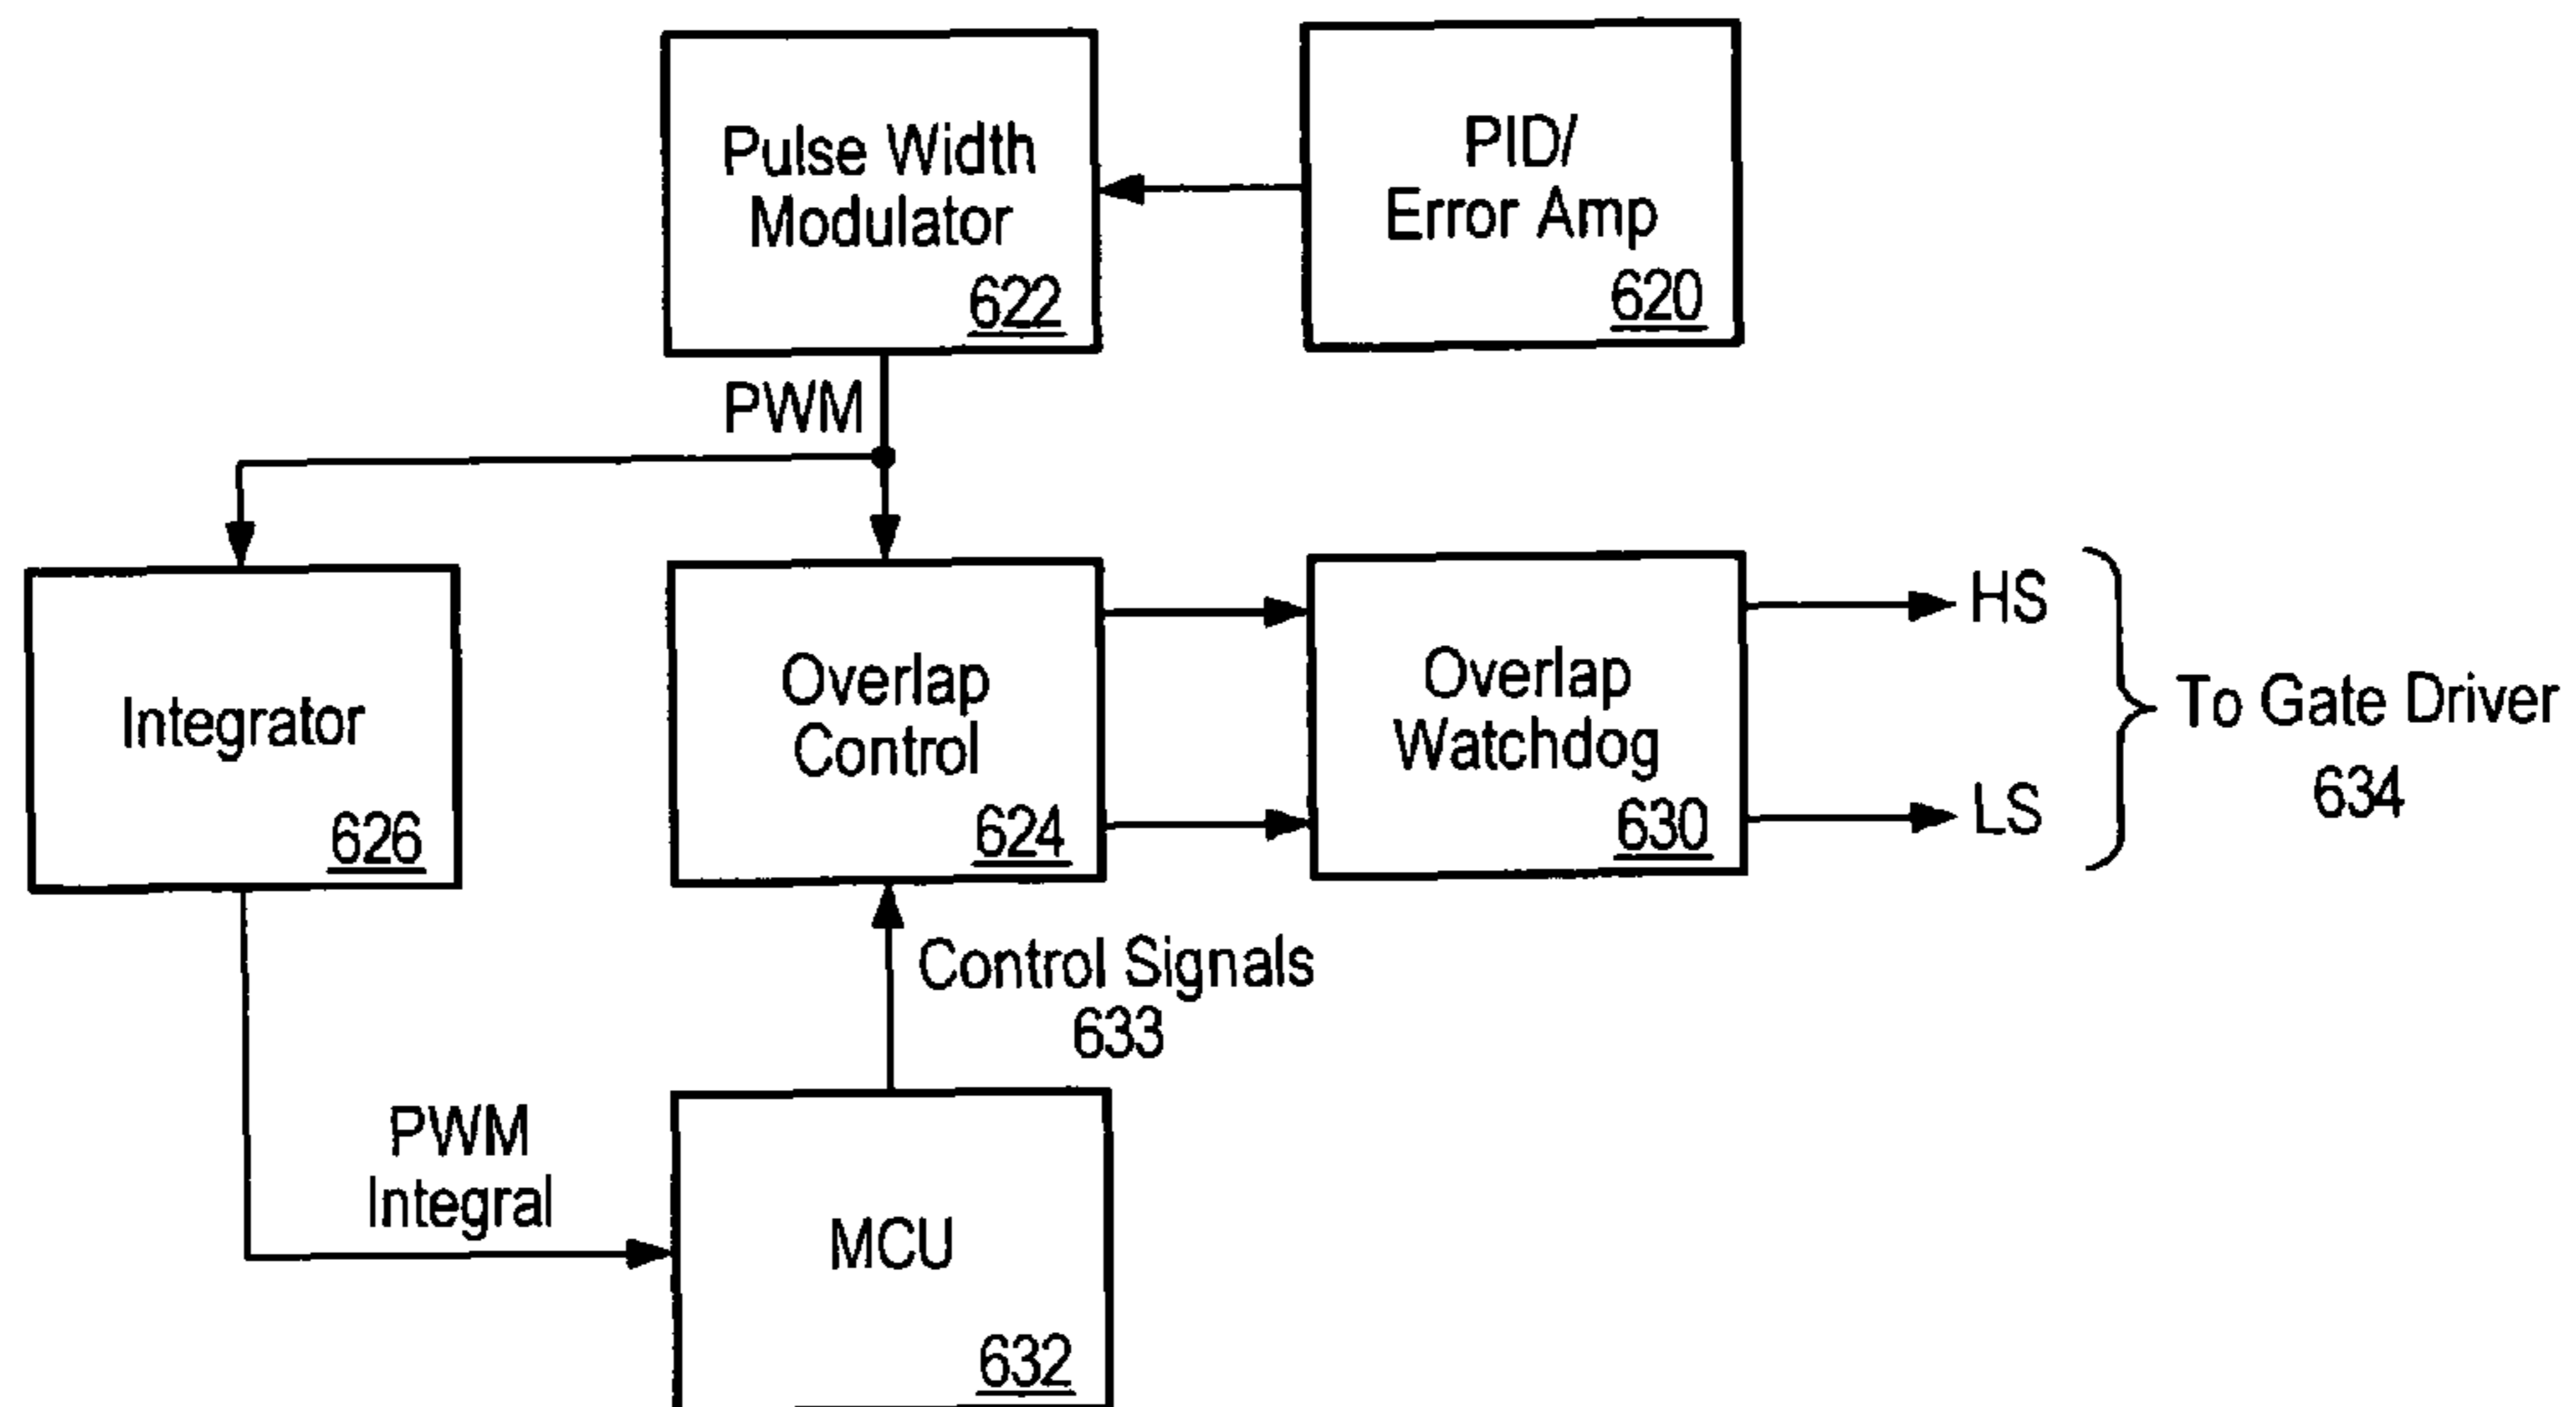 Pulse Width
Modulator
622
PID/
Error Amp
620
PWM
Integrator
626
Overlap
Control
624
Overlap
Watchdog
630
HS
LS
To Gate Driver
634
Control Signals
633
PWM
Integral
MCU
632